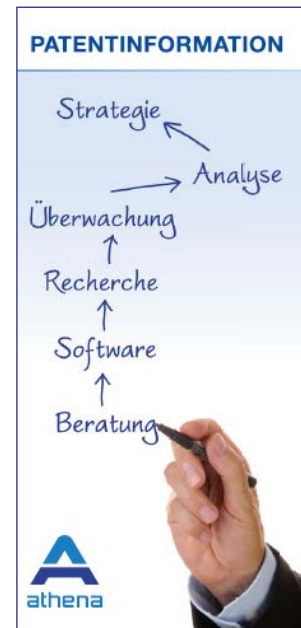 PATENTINFORMATION
Strategie
Analyse
Überwachung
Recherche
Software
Beratung
athena